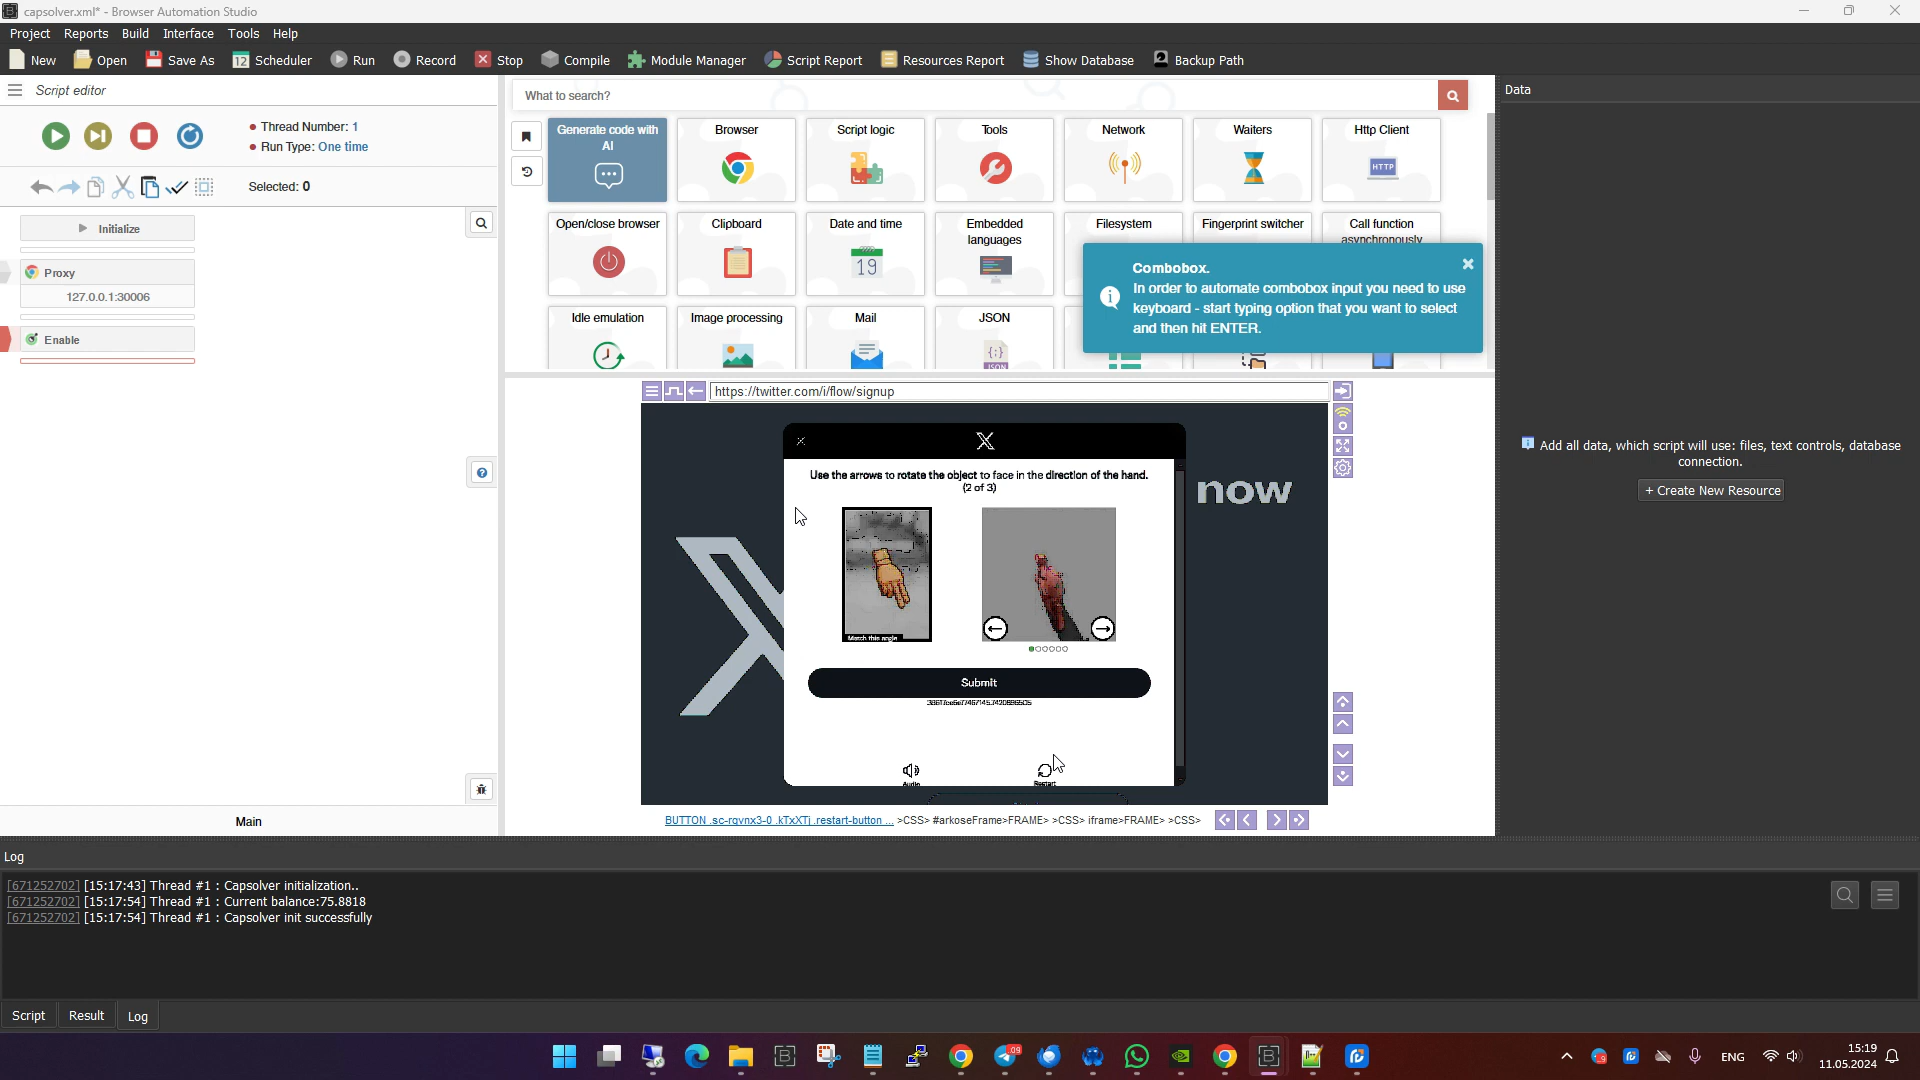 capsolver.xml* - Browser Automation Studio
Project Reports Build Interface Tools Help
New Open Save As Scheduler Run Record Stop Compile Module Manager Script Report Resources Report Show Database Backup Path
Script editor
Thread Number: 1
Run Type: One time
Selected: 0
Initialize
Proxy
127.0.0.1:30006
Enable
Main
What to search?
Generate code with AI
Browser
Script logic
Tools
Network
Waiters
Http Client
HTTP
Open/close browser
Clipboard
Date and time
19
Embedded languages
Filesystem
Fingerprint switcher
Call function asynchronously
Idle emulation
Image processing
Mail
JSON
JSON
Combobox.
In order to automate combobox input you need to use
keyboard - start typing option that you want to select
and then hit ENTER.
https://twitter.com/i/flow/signup
now
Use the arrows to rotate the object to face in the direction of the hand.
(2 of 3)
Match this angle
Submit
Audio
Restart
BUTTON .sc-rqvnx3-0 .kTxXTj .restart-button ... >CSS> #arkoseFrame>FRAME> >CSS> iframe>FRAME> >CSS>
Data
Add all data, which script will use: files, text controls, database
connection.
+ Create New Resource
Log
[671252702] [15:17:43] Thread #1 : Capsolver initialization..
[671252702] [15:17:54] Thread #1 : Current balance:75.8818
[671252702] [15:17:54] Thread #1 : Capsolver init successfully
Script Result Log
ENG
15:19
11.05.2024